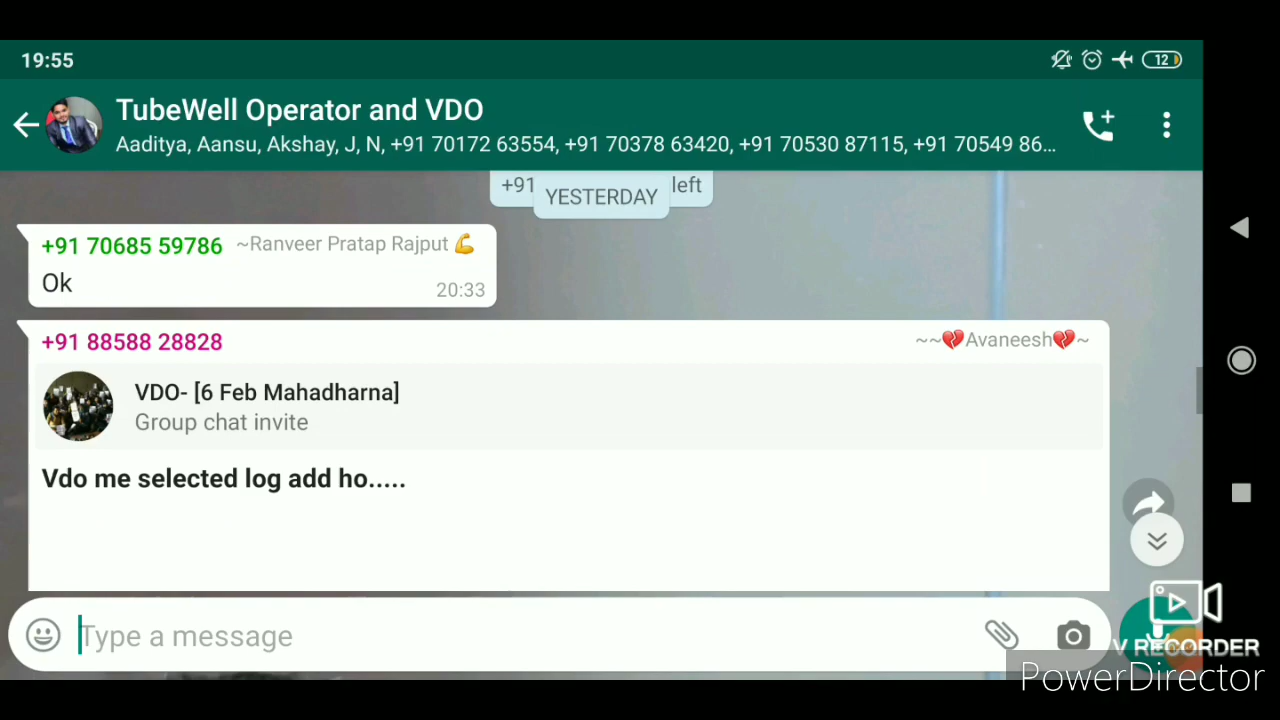 19:55
12
TubeWell Operator and VDO
Aaditya, Aansu, Akshay, J, N, +91 70172 63554, +91 70378 63420, +91 70530 87115, +91 70549 86...
+91 left
YESTERDAY
+91 70685 59786 ~Ranveer Pratap Rajput 💪
Ok
20:33
+91 88588 28828 ~~💔Avaneesh💔~
VDO- [6 Feb Mahadharna]
Group chat invite
Vdo me selected log add ho.....
Type a message
V RECORDER
PowerDirector